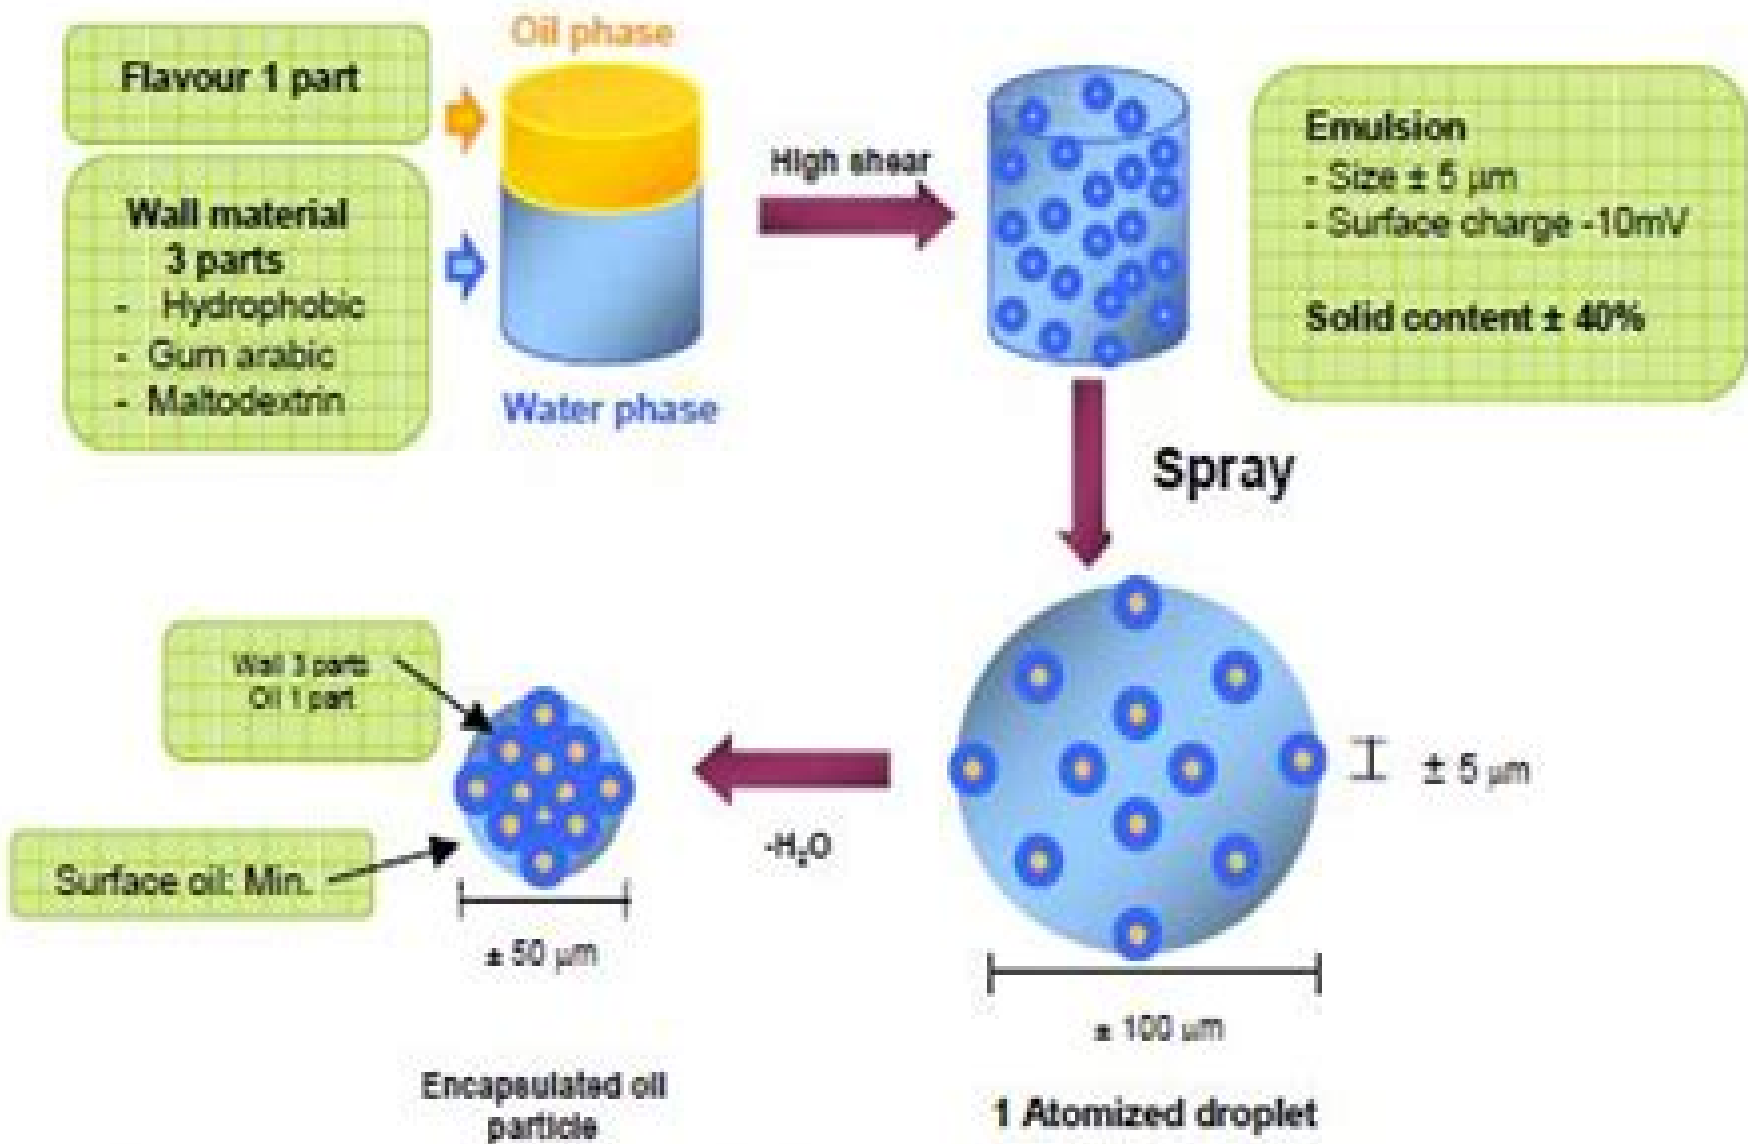 Oil phase
Flavour 1 part
Wall material
3 parts
- Hydrophobic
- Gum arabic
- Maltodextrin
Water phase
High shear
Emulsion
- Size ± 5 µm
- Surface charge -10mV
Solid content ± 40%
Spray
Wall 3 parts
Oil 1 part
Surface oil: Min.
± 50 µm
Encapsulated oil
particle
-H₂O
± 5 µm
± 100 µm
1 Atomized droplet